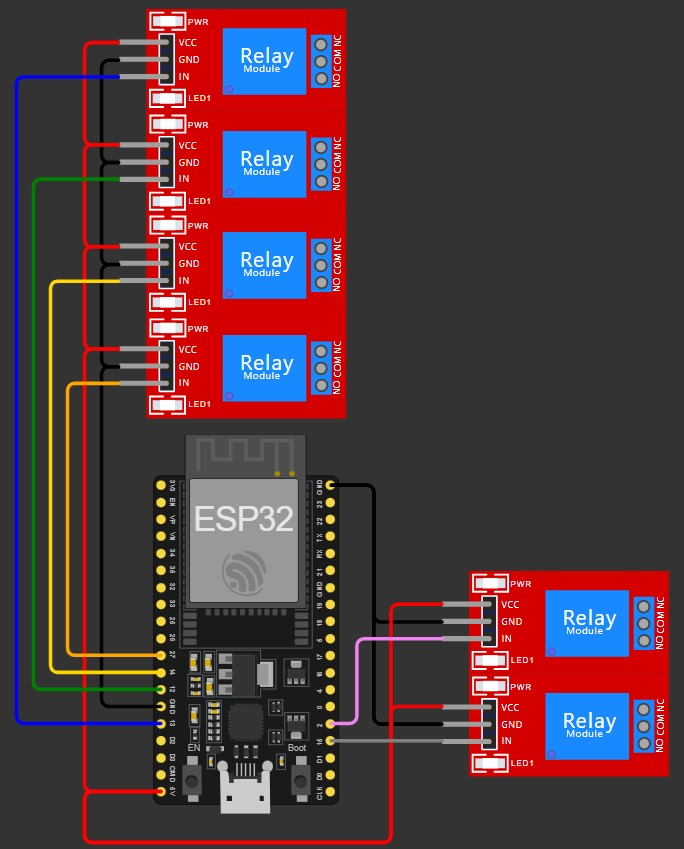 PWR
VCC
GND
IN
LED1
Relay
Module
NO COM NC
PWR
VCC
GND
IN
LED1
Relay
Module
NO COM NC
PWR
VCC
GND
IN
LED1
Relay
Module
NO COM NC
PWR
VCC
GND
IN
LED1
Relay
Module
NO COM NC
ESP32
3V3
EN
VP
VN
34
32
33
27
14
12
GND
13
D2
D3
CMD
5V
GND
23
22
TX
RX
21
GND
19
18
5
17
16
4
0
2
15
D1
D0
CLK
EN
Boot
PWR
VCC
GND
IN
LED1
Relay
Module
NO COM NC
PWR
VCC
GND
IN
LED1
Relay
Module
NO COM NC